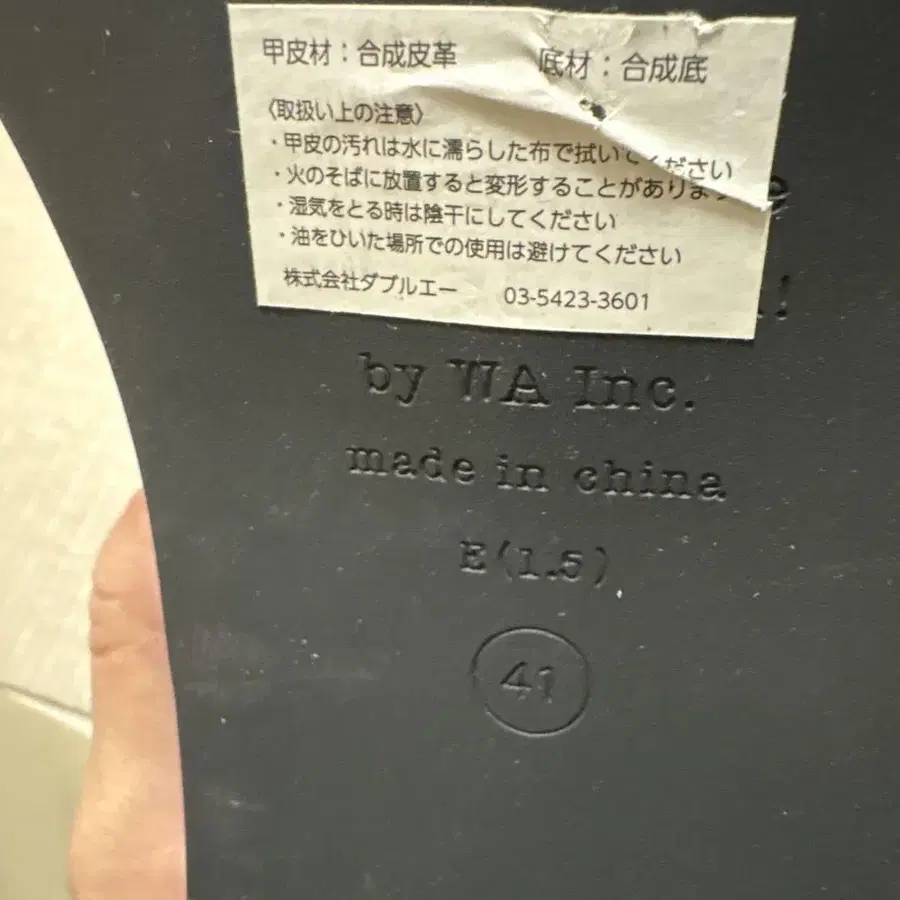 甲皮材：合成皮革　底材：合成底
〈取扱い上の注意〉
・甲皮の汚れは水に濡らした布で拭いてください
・火のそばに放置すると変形することがありま
・湿気をとる時は陰干にしてください
・油をひいた場所での使用は避けてください
株式会社ダブルエー　03-5423-3601
by WA Inc.
made in china
E(1.5)
41